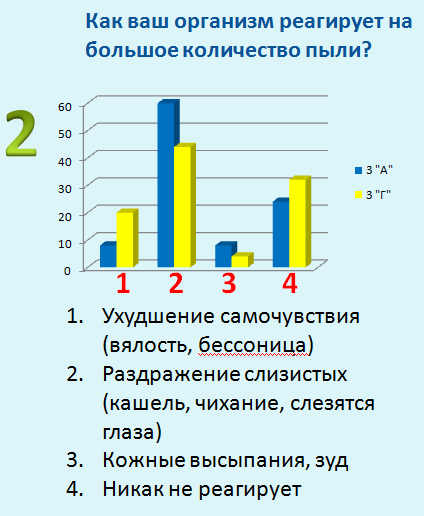 Как ваш организм реагирует на
большое количество пыли?
2
60
50
40
30
20
10
0
3 "А"
3 "Г"
1 2 3 4
1. Ухудшение самочувствия
(вялость, бессоница)
2. Раздражение слизистых
(кашель, чихание, слезятся
глаза)
3. Кожные высыпания, зуд
4. Никак не реагирует